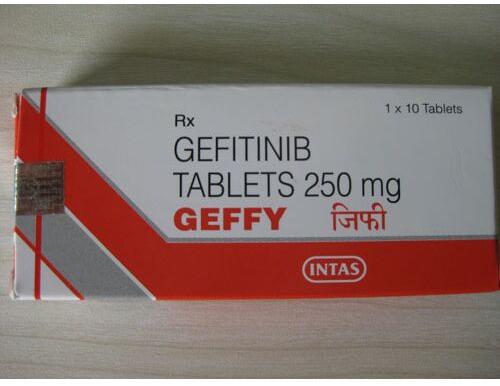 1 x 10 Tablets
Rx
GEFITINIB
TABLETS 250 mg
GEFFY जिफी
INTAS